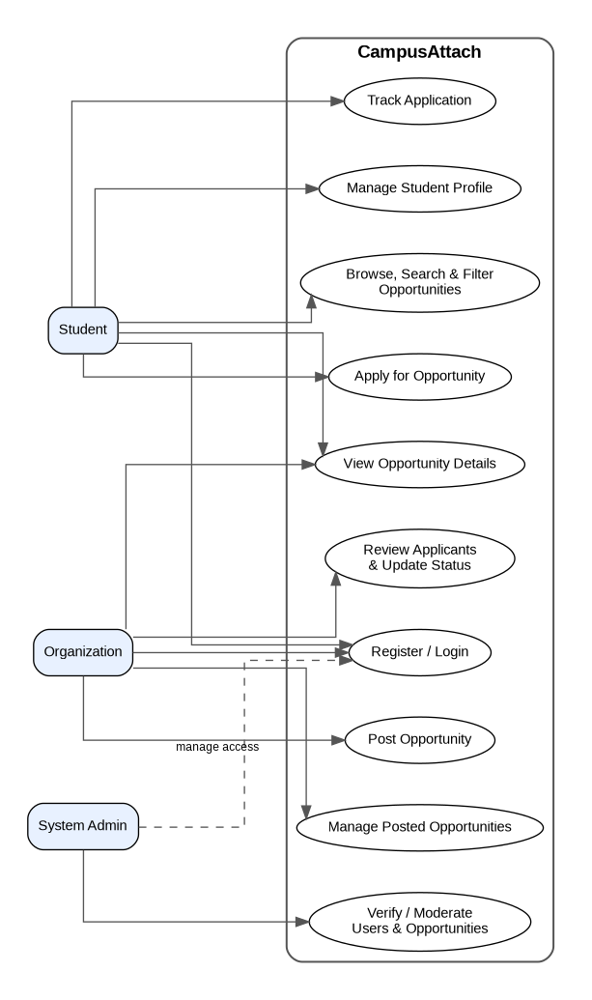 CampusAttach
Track Application
Manage Student Profile
Browse, Search & Filter
Opportunities
Student
Apply for Opportunity
View Opportunity Details
Review Applicants
& Update Status
Organization
Register / Login
Post Opportunity
manage access
System Admin
Manage Posted Opportunities
Verify / Moderate
Users & Opportunities